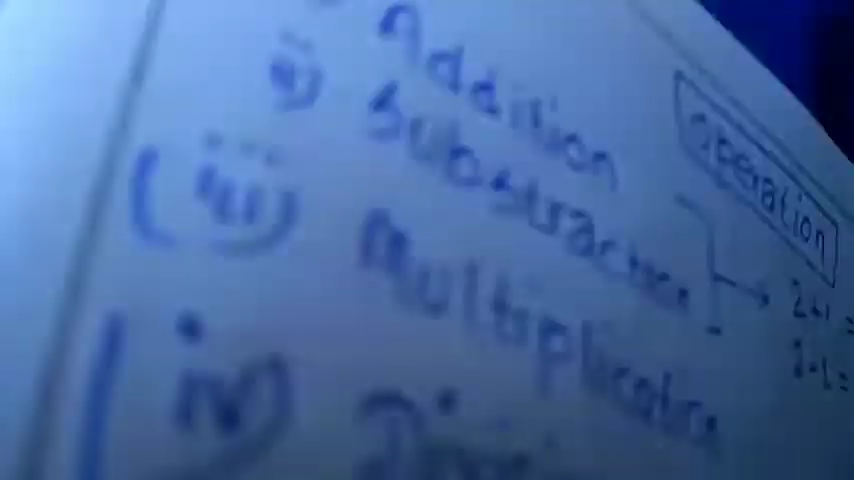 Addition
ii) Substraction
(iii) Multiplication
(iv)
operation